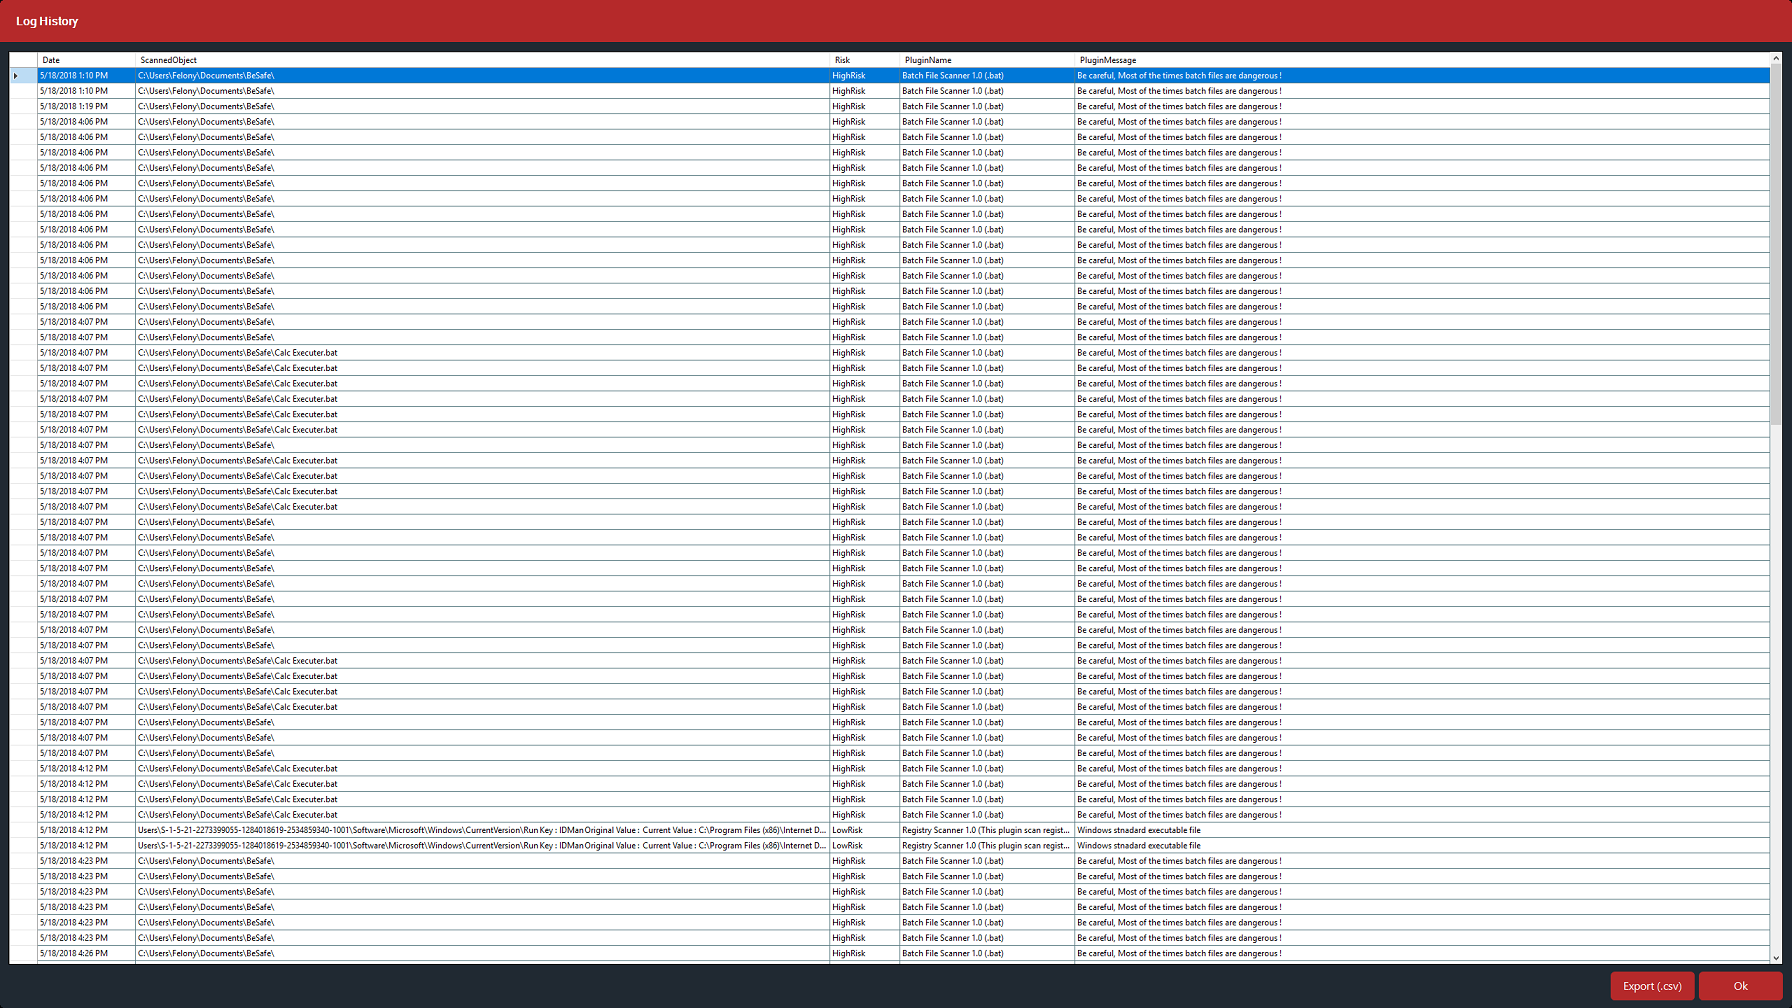 Log History
Date ScannedObject Risk PluginName PluginMessage
5/18/2018 1:10 PM C:\Users\Felony\Documents\BeSafe\ HighRisk Batch File Scanner 1.0 (.bat) Be careful, Most of the times batch files are dangerous !
5/18/2018 1:10 PM C:\Users\Felony\Documents\BeSafe\ HighRisk Batch File Scanner 1.0 (.bat) Be careful, Most of the times batch files are dangerous !
5/18/2018 1:19 PM C:\Users\Felony\Documents\BeSafe\ HighRisk Batch File Scanner 1.0 (.bat) Be careful, Most of the times batch files are dangerous !
5/18/2018 4:06 PM C:\Users\Felony\Documents\BeSafe\ HighRisk Batch File Scanner 1.0 (.bat) Be careful, Most of the times batch files are dangerous !
5/18/2018 4:06 PM C:\Users\Felony\Documents\BeSafe\ HighRisk Batch File Scanner 1.0 (.bat) Be careful, Most of the times batch files are dangerous !
5/18/2018 4:06 PM C:\Users\Felony\Documents\BeSafe\ HighRisk Batch File Scanner 1.0 (.bat) Be careful, Most of the times batch files are dangerous !
5/18/2018 4:06 PM C:\Users\Felony\Documents\BeSafe\ HighRisk Batch File Scanner 1.0 (.bat) Be careful, Most of the times batch files are dangerous !
5/18/2018 4:06 PM C:\Users\Felony\Documents\BeSafe\ HighRisk Batch File Scanner 1.0 (.bat) Be careful, Most of the times batch files are dangerous !
5/18/2018 4:06 PM C:\Users\Felony\Documents\BeSafe\ HighRisk Batch File Scanner 1.0 (.bat) Be careful, Most of the times batch files are dangerous !
5/18/2018 4:06 PM C:\Users\Felony\Documents\BeSafe\ HighRisk Batch File Scanner 1.0 (.bat) Be careful, Most of the times batch files are dangerous !
5/18/2018 4:06 PM C:\Users\Felony\Documents\BeSafe\ HighRisk Batch File Scanner 1.0 (.bat) Be careful, Most of the times batch files are dangerous !
5/18/2018 4:06 PM C:\Users\Felony\Documents\BeSafe\ HighRisk Batch File Scanner 1.0 (.bat) Be careful, Most of the times batch files are dangerous !
5/18/2018 4:06 PM C:\Users\Felony\Documents\BeSafe\ HighRisk Batch File Scanner 1.0 (.bat) Be careful, Most of the times batch files are dangerous !
5/18/2018 4:06 PM C:\Users\Felony\Documents\BeSafe\ HighRisk Batch File Scanner 1.0 (.bat) Be careful, Most of the times batch files are dangerous !
5/18/2018 4:06 PM C:\Users\Felony\Documents\BeSafe\ HighRisk Batch File Scanner 1.0 (.bat) Be careful, Most of the times batch files are dangerous !
5/18/2018 4:06 PM C:\Users\Felony\Documents\BeSafe\ HighRisk Batch File Scanner 1.0 (.bat) Be careful, Most of the times batch files are dangerous !
5/18/2018 4:07 PM C:\Users\Felony\Documents\BeSafe\ HighRisk Batch File Scanner 1.0 (.bat) Be careful, Most of the times batch files are dangerous !
5/18/2018 4:07 PM C:\Users\Felony\Documents\BeSafe\ HighRisk Batch File Scanner 1.0 (.bat) Be careful, Most of the times batch files are dangerous !
5/18/2018 4:07 PM C:\Users\Felony\Documents\BeSafe\Calc Executer.bat HighRisk Batch File Scanner 1.0 (.bat) Be careful, Most of the times batch files are dangerous !
5/18/2018 4:07 PM C:\Users\Felony\Documents\BeSafe\Calc Executer.bat HighRisk Batch File Scanner 1.0 (.bat) Be careful, Most of the times batch files are dangerous !
5/18/2018 4:07 PM C:\Users\Felony\Documents\BeSafe\Calc Executer.bat HighRisk Batch File Scanner 1.0 (.bat) Be careful, Most of the times batch files are dangerous !
5/18/2018 4:07 PM C:\Users\Felony\Documents\BeSafe\Calc Executer.bat HighRisk Batch File Scanner 1.0 (.bat) Be careful, Most of the times batch files are dangerous !
5/18/2018 4:07 PM C:\Users\Felony\Documents\BeSafe\Calc Executer.bat HighRisk Batch File Scanner 1.0 (.bat) Be careful, Most of the times batch files are dangerous !
5/18/2018 4:07 PM C:\Users\Felony\Documents\BeSafe\Calc Executer.bat HighRisk Batch File Scanner 1.0 (.bat) Be careful, Most of the times batch files are dangerous !
5/18/2018 4:07 PM C:\Users\Felony\Documents\BeSafe\ HighRisk Batch File Scanner 1.0 (.bat) Be careful, Most of the times batch files are dangerous !
5/18/2018 4:07 PM C:\Users\Felony\Documents\BeSafe\Calc Executer.bat HighRisk Batch File Scanner 1.0 (.bat) Be careful, Most of the times batch files are dangerous !
5/18/2018 4:07 PM C:\Users\Felony\Documents\BeSafe\Calc Executer.bat HighRisk Batch File Scanner 1.0 (.bat) Be careful, Most of the times batch files are dangerous !
5/18/2018 4:07 PM C:\Users\Felony\Documents\BeSafe\Calc Executer.bat HighRisk Batch File Scanner 1.0 (.bat) Be careful, Most of the times batch files are dangerous !
5/18/2018 4:07 PM C:\Users\Felony\Documents\BeSafe\Calc Executer.bat HighRisk Batch File Scanner 1.0 (.bat) Be careful, Most of the times batch files are dangerous !
5/18/2018 4:07 PM C:\Users\Felony\Documents\BeSafe\ HighRisk Batch File Scanner 1.0 (.bat) Be careful, Most of the times batch files are dangerous !
5/18/2018 4:07 PM C:\Users\Felony\Documents\BeSafe\ HighRisk Batch File Scanner 1.0 (.bat) Be careful, Most of the times batch files are dangerous !
5/18/2018 4:07 PM C:\Users\Felony\Documents\BeSafe\ HighRisk Batch File Scanner 1.0 (.bat) Be careful, Most of the times batch files are dangerous !
5/18/2018 4:07 PM C:\Users\Felony\Documents\BeSafe\ HighRisk Batch File Scanner 1.0 (.bat) Be careful, Most of the times batch files are dangerous !
5/18/2018 4:07 PM C:\Users\Felony\Documents\BeSafe\ HighRisk Batch File Scanner 1.0 (.bat) Be careful, Most of the times batch files are dangerous !
5/18/2018 4:07 PM C:\Users\Felony\Documents\BeSafe\ HighRisk Batch File Scanner 1.0 (.bat) Be careful, Most of the times batch files are dangerous !
5/18/2018 4:07 PM C:\Users\Felony\Documents\BeSafe\ HighRisk Batch File Scanner 1.0 (.bat) Be careful, Most of the times batch files are dangerous !
5/18/2018 4:07 PM C:\Users\Felony\Documents\BeSafe\ HighRisk Batch File Scanner 1.0 (.bat) Be careful, Most of the times batch files are dangerous !
5/18/2018 4:07 PM C:\Users\Felony\Documents\BeSafe\ HighRisk Batch File Scanner 1.0 (.bat) Be careful, Most of the times batch files are dangerous !
5/18/2018 4:07 PM C:\Users\Felony\Documents\BeSafe\Calc Executer.bat HighRisk Batch File Scanner 1.0 (.bat) Be careful, Most of the times batch files are dangerous !
5/18/2018 4:07 PM C:\Users\Felony\Documents\BeSafe\Calc Executer.bat HighRisk Batch File Scanner 1.0 (.bat) Be careful, Most of the times batch files are dangerous !
5/18/2018 4:07 PM C:\Users\Felony\Documents\BeSafe\Calc Executer.bat HighRisk Batch File Scanner 1.0 (.bat) Be careful, Most of the times batch files are dangerous !
5/18/2018 4:07 PM C:\Users\Felony\Documents\BeSafe\Calc Executer.bat HighRisk Batch File Scanner 1.0 (.bat) Be careful, Most of the times batch files are dangerous !
5/18/2018 4:07 PM C:\Users\Felony\Documents\BeSafe\ HighRisk Batch File Scanner 1.0 (.bat) Be careful, Most of the times batch files are dangerous !
5/18/2018 4:07 PM C:\Users\Felony\Documents\BeSafe\ HighRisk Batch File Scanner 1.0 (.bat) Be careful, Most of the times batch files are dangerous !
5/18/2018 4:07 PM C:\Users\Felony\Documents\BeSafe\ HighRisk Batch File Scanner 1.0 (.bat) Be careful, Most of the times batch files are dangerous !
5/18/2018 4:12 PM C:\Users\Felony\Documents\BeSafe\Calc Executer.bat HighRisk Batch File Scanner 1.0 (.bat) Be careful, Most of the times batch files are dangerous !
5/18/2018 4:12 PM C:\Users\Felony\Documents\BeSafe\Calc Executer.bat HighRisk Batch File Scanner 1.0 (.bat) Be careful, Most of the times batch files are dangerous !
5/18/2018 4:12 PM C:\Users\Felony\Documents\BeSafe\Calc Executer.bat HighRisk Batch File Scanner 1.0 (.bat) Be careful, Most of the times batch files are dangerous !
5/18/2018 4:12 PM C:\Users\Felony\Documents\BeSafe\Calc Executer.bat HighRisk Batch File Scanner 1.0 (.bat) Be careful, Most of the times batch files are dangerous !
5/18/2018 4:12 PM Users\S-1-5-21-2273399055-1284018619-2534859340-1001\Software\Microsoft\Windows\CurrentVersion\Run Key : IDMan Original Value : Current Value : C:\Program Files (x86)\Internet D... LowRisk Registry Scanner 1.0 (This plugin scan regist... Windows stnadard executable file
5/18/2018 4:12 PM Users\S-1-5-21-2273399055-1284018619-2534859340-1001\Software\Microsoft\Windows\CurrentVersion\Run Key : IDMan Original Value : Current Value : C:\Program Files (x86)\Internet D... LowRisk Registry Scanner 1.0 (This plugin scan regist... Windows stnadard executable file
5/18/2018 4:23 PM C:\Users\Felony\Documents\BeSafe\ HighRisk Batch File Scanner 1.0 (.bat) Be careful, Most of the times batch files are dangerous !
5/18/2018 4:23 PM C:\Users\Felony\Documents\BeSafe\ HighRisk Batch File Scanner 1.0 (.bat) Be careful, Most of the times batch files are dangerous !
5/18/2018 4:23 PM C:\Users\Felony\Documents\BeSafe\ HighRisk Batch File Scanner 1.0 (.bat) Be careful, Most of the times batch files are dangerous !
5/18/2018 4:23 PM C:\Users\Felony\Documents\BeSafe\ HighRisk Batch File Scanner 1.0 (.bat) Be careful, Most of the times batch files are dangerous !
5/18/2018 4:23 PM C:\Users\Felony\Documents\BeSafe\ HighRisk Batch File Scanner 1.0 (.bat) Be careful, Most of the times batch files are dangerous !
5/18/2018 4:23 PM C:\Users\Felony\Documents\BeSafe\ HighRisk Batch File Scanner 1.0 (.bat) Be careful, Most of the times batch files are dangerous !
5/18/2018 4:26 PM C:\Users\Felony\Documents\BeSafe\ HighRisk Batch File Scanner 1.0 (.bat) Be careful, Most of the times batch files are dangerous !
Export (.csv) Ok